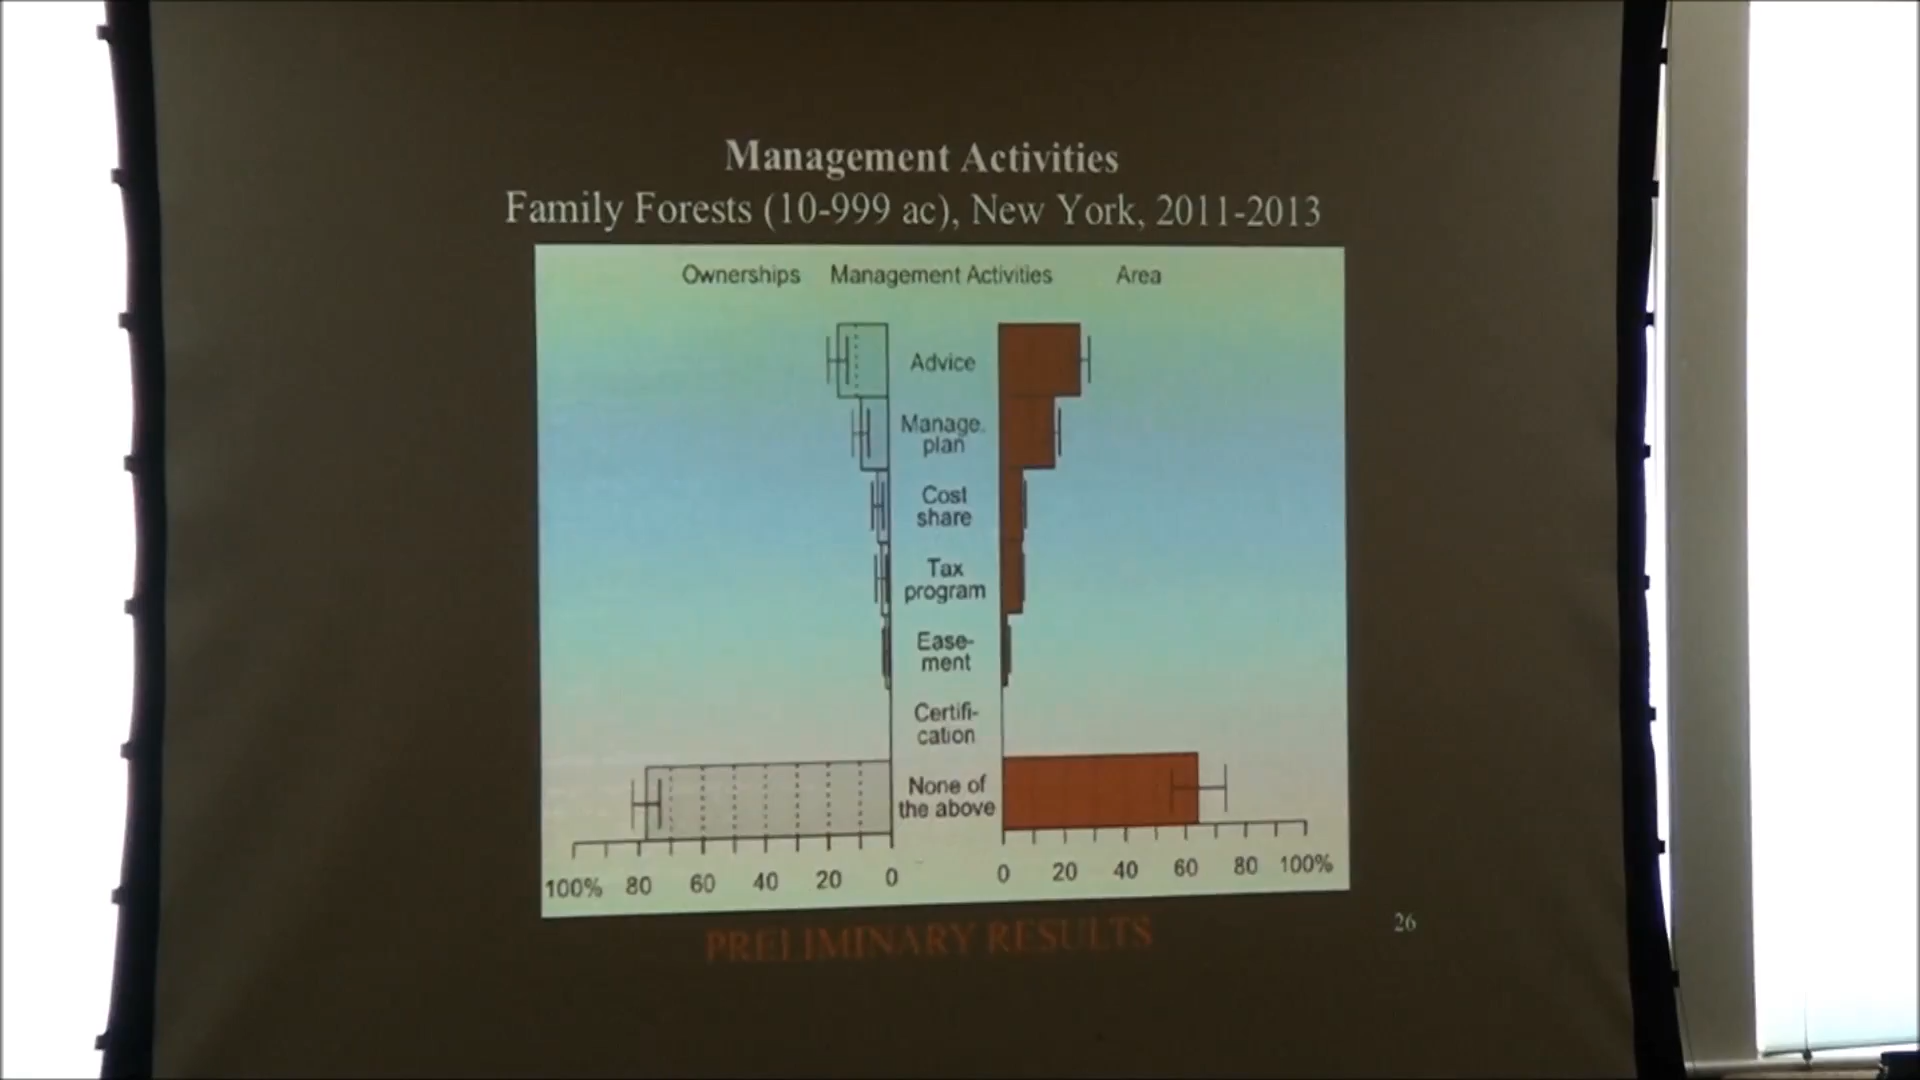 Management Activities
Family Forests (10-999 ac), New York, 2011-2013
Ownerships Management Activities Area
Advice
Manage.
plan
Cost
share
Tax
program
Ease-
ment
Certifi-
cation
None of
the above
100% 80 60 40 20 0 0 20 40 60 80 100%
PRELIMINARY RESULTS
26